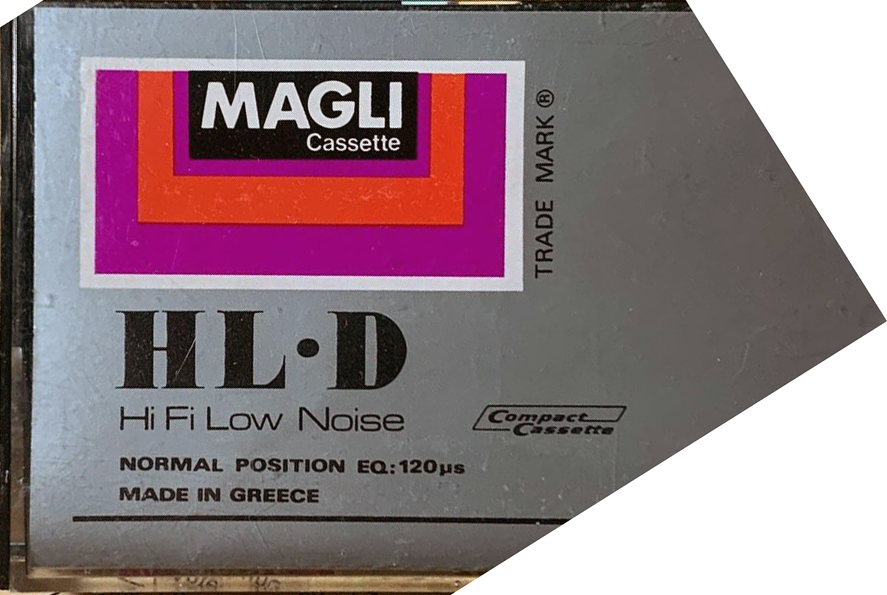 MAGLI
Cassette
TRADE MARK ®
HL·D
Hi Fi Low Noise
Compact
Cassette
NORMAL POSITION EQ:120µs
MADE IN GREECE